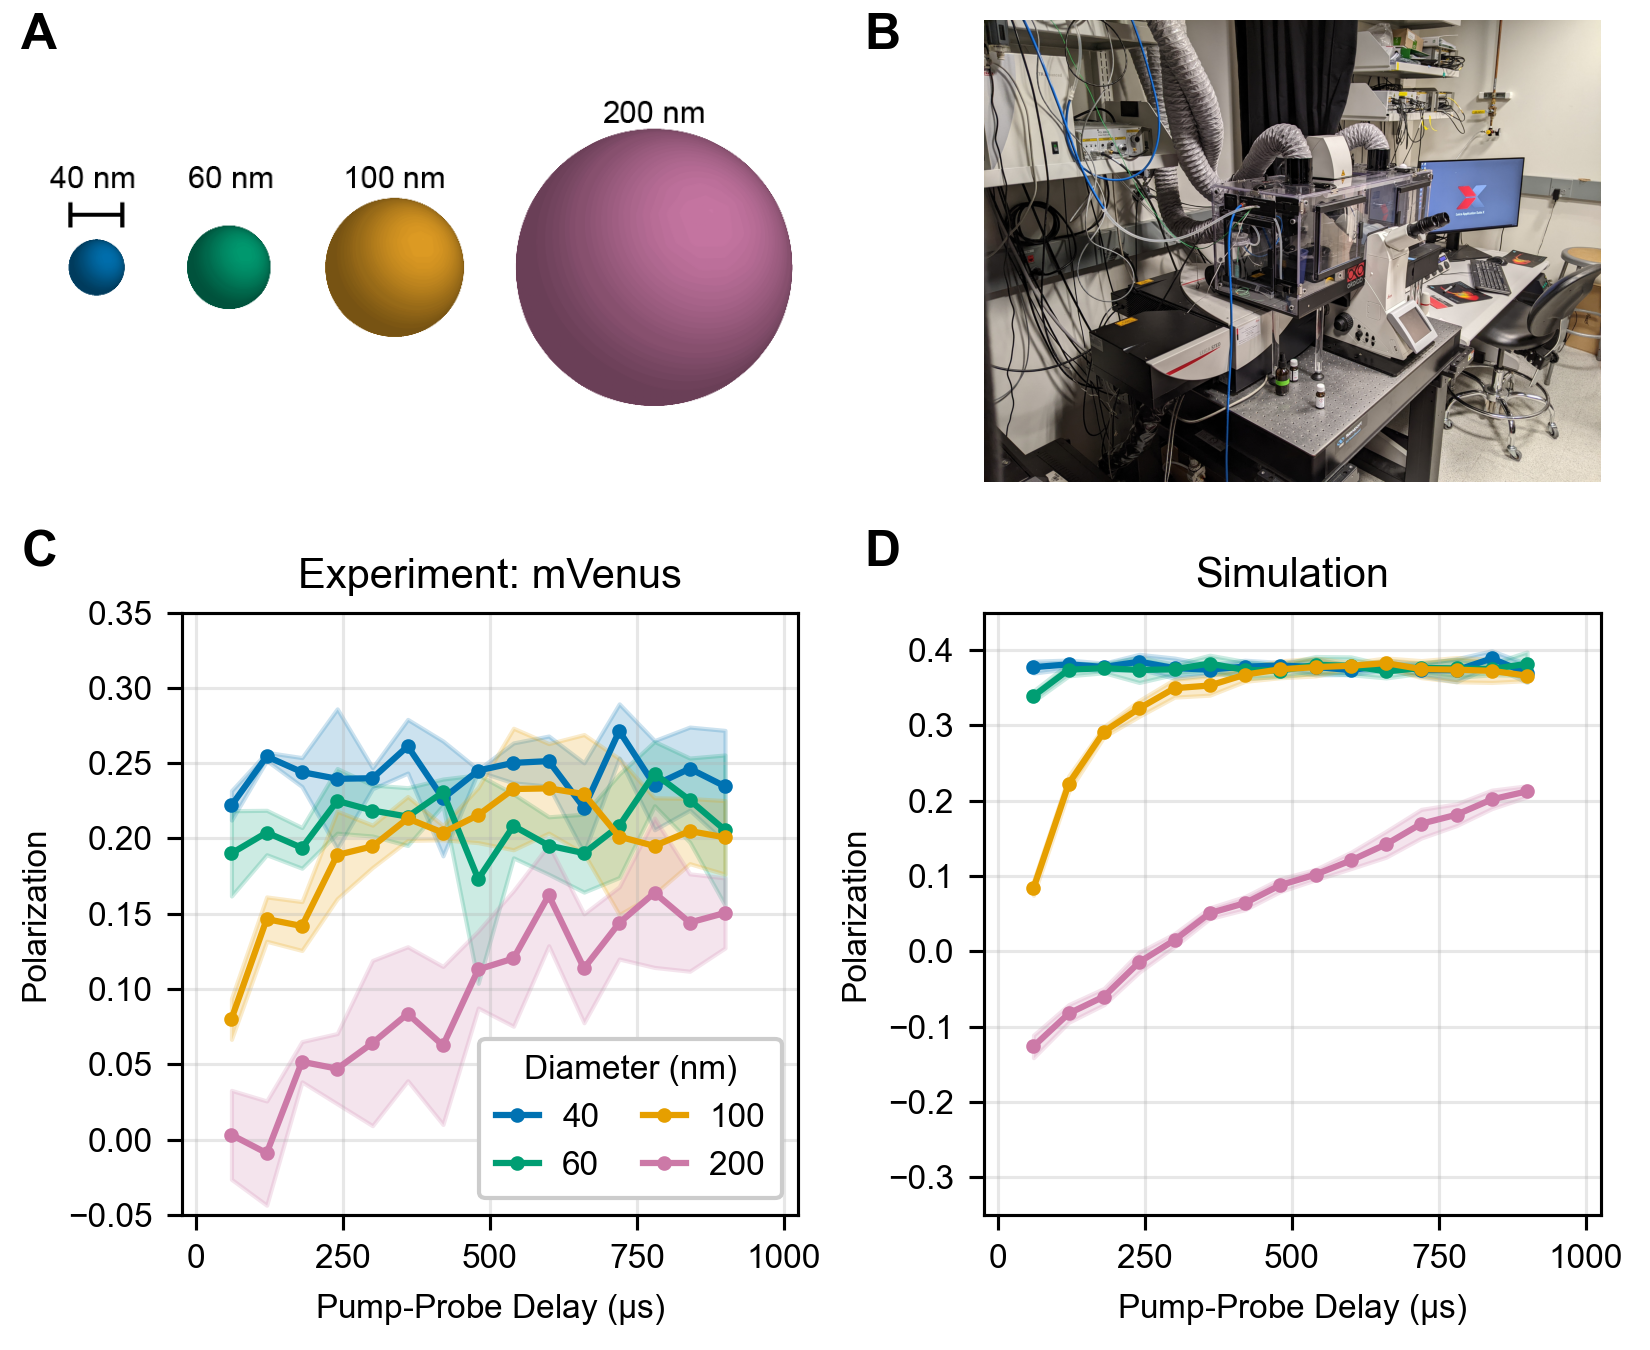 A
B
200 nm
40 nm 60 nm 100 nm
C
D
Experiment: mVenus
Simulation
Polarization
0.35
0.30
0.25
0.20
0.15
0.10
0.05
0.00
−0.05
0 250 500 750 1000
Pump-Probe Delay (μs)
Diameter (nm)
40 100
60 200
Polarization
0.4
0.3
0.2
0.1
0.0
−0.1
−0.2
−0.3
0 250 500 750 1000
Pump-Probe Delay (μs)